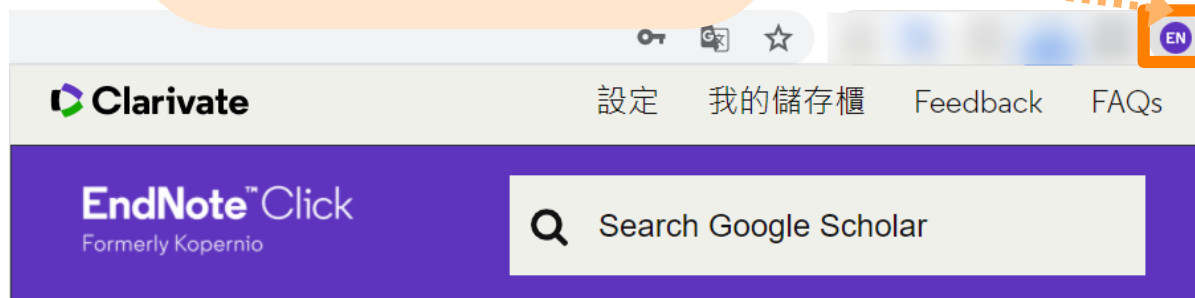 EN
Clarivate
設定 我的儲存櫃 Feedback FAQs
EndNote™ Click
Formerly Kopernio
Search Google Scholar